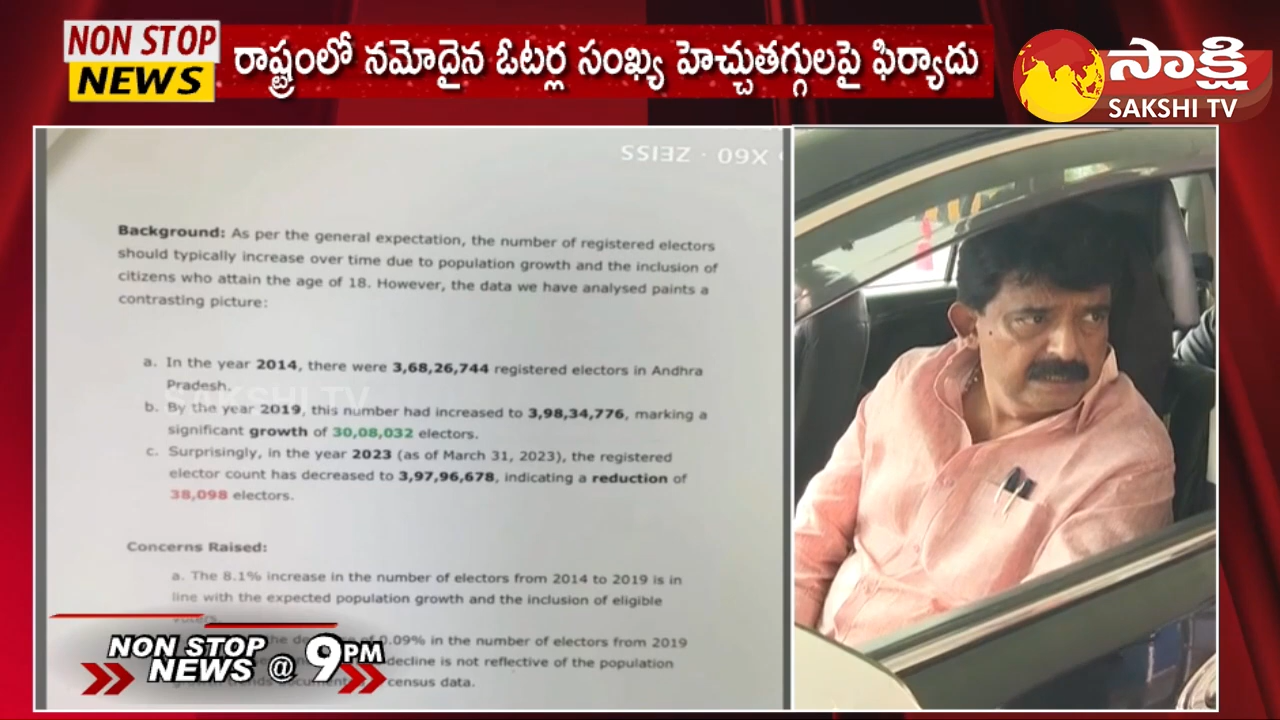 NON STOP
NEWS
రాష్ట్రంలో నమోదైన ఓటర్ల సంఖ్య హెచ్చుతగ్గులపై ఫిర్యాదు
సాక్షి
SAKSHI TV
X60 · ZEISS
Background: As per the general expectation, the number of registered electors
should typically increase over time due to population growth and the inclusion of
citizens who attain the age of 18. However, the data we have analysed paints a
contrasting picture:
a. In the year 2014, there were 3,68,26,744 registered electors in Andhra
Pradesh.
SAKSHI TV
b. By the year 2019, this number had increased to 3,98,34,776, marking a
significant growth of 30,08,032 electors.
c. Surprisingly, in the year 2023 (as of March 31, 2023), the registered
elector count has decreased to 3,97,96,678, indicating a reduction of
38,098 electors.
Concerns Raised:
a. The 8.1% increase in the number of electors from 2014 to 2019 is in
line with the expected population growth and the inclusion of eligible
voters.
0.09% in the number of electors from 2019
decline is not reflective of the population
census data.
NON STOP
NEWS @ 9PM